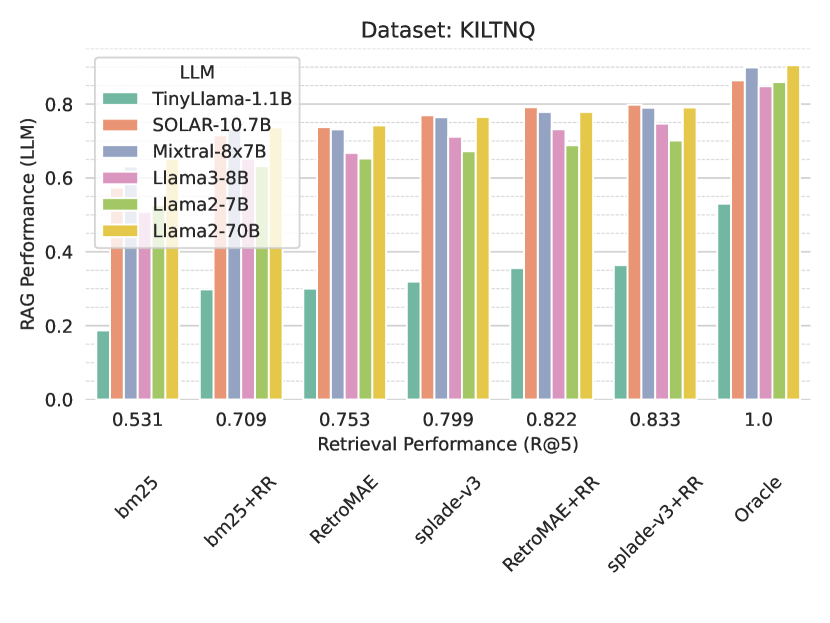 Dataset: KILTNQ
LLM
TinyLlama-1.1B
SOLAR-10.7B
Mixtral-8x7B
Llama3-8B
Llama2-7B
Llama2-70B
RAG Performance (LLM)
0.8
0.6
0.4
0.2
0.0
0.531 0.709 0.753 0.799 0.822 0.833 1.0
Retrieval Performance (R@5)
bm25 bm25+RR RetroMAE splade-v3 RetroMAE+RR splade-v3+RR Oracle